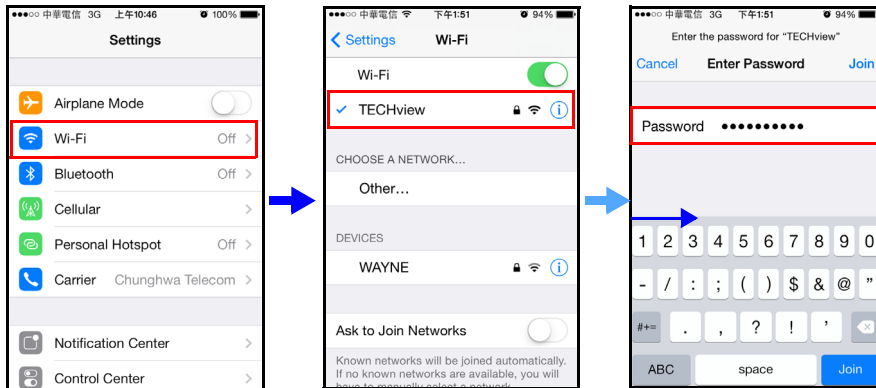 ●●●○○ 中華電信 3G 上午10:46 100%
Settings
Airplane Mode
Wi-Fi Off
Bluetooth Off
Cellular
Personal Hotspot Off
Carrier Chunghwa Telecom
Notification Center
Control Center
●●●○○ 中華電信 下午1:51 94%
Settings Wi-Fi
Wi-Fi
TECHview
CHOOSE A NETWORK...
Other...
DEVICES
WAYNE
Ask to Join Networks
Known networks will be joined automatically.
If no known networks are available, you will
have to manually select a network.
●●●○○ 中華電信 3G 下午1:51 94%
Enter the password for “TECHview”
Cancel Enter Password Join
Password ●●●●●●●●●●
1 2 3 4 5 6 7 8 9 0
- / : ; ( ) $ & @ ”
#+= . , ? ! ’
ABC space Join